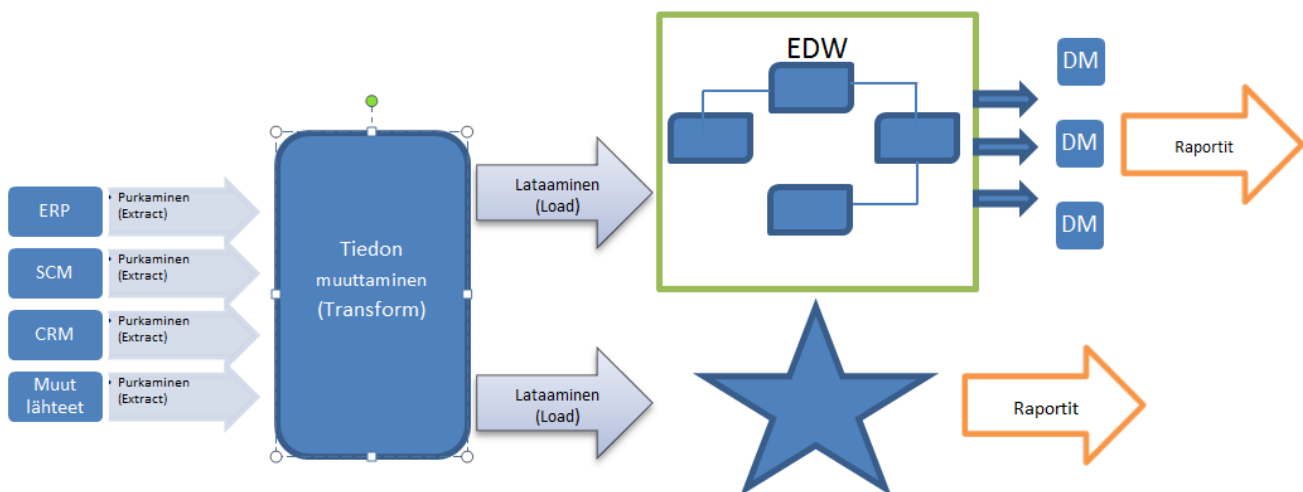 EDW
DM
DM
DM
Raportit
Lataaminen
(Load)
ERP
• Purkaminen
(Extract)
SCM
• Purkaminen
(Extract)
CRM
• Purkaminen
(Extract)
Muut
lähteet
• Purkaminen
(Extract)
Tiedon
muuttaminen
(Transform)
Lataaminen
(Load)
Raportit